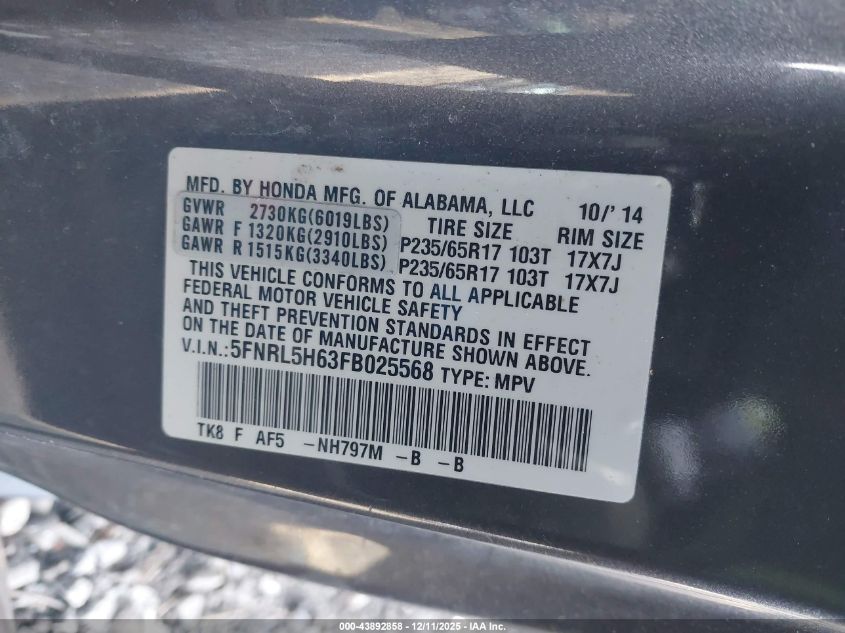 MFD. BY HONDA MFG. OF ALABAMA, LLC 10/'14
GVWR 2730KG(6019LBS) TIRE SIZE RIM SIZE
GAWR F 1320KG(2910LBS) P235/65R17 103T 17X7J
GAWR R 1515KG(3340LBS) P235/65R17 103T 17X7J
THIS VEHICLE CONFORMS TO ALL APPLICABLE
FEDERAL MOTOR VEHICLE SAFETY
AND THEFT PREVENTION STANDARDS IN EFFECT
ON THE DATE OF MANUFACTURE SHOWN ABOVE.
V.I.N.:5FNRL5H63FB025568 TYPE: MPV
TK8 F AF5 -NH797M -B -B
000-43892858 - 12/11/2025 - IAA Inc.